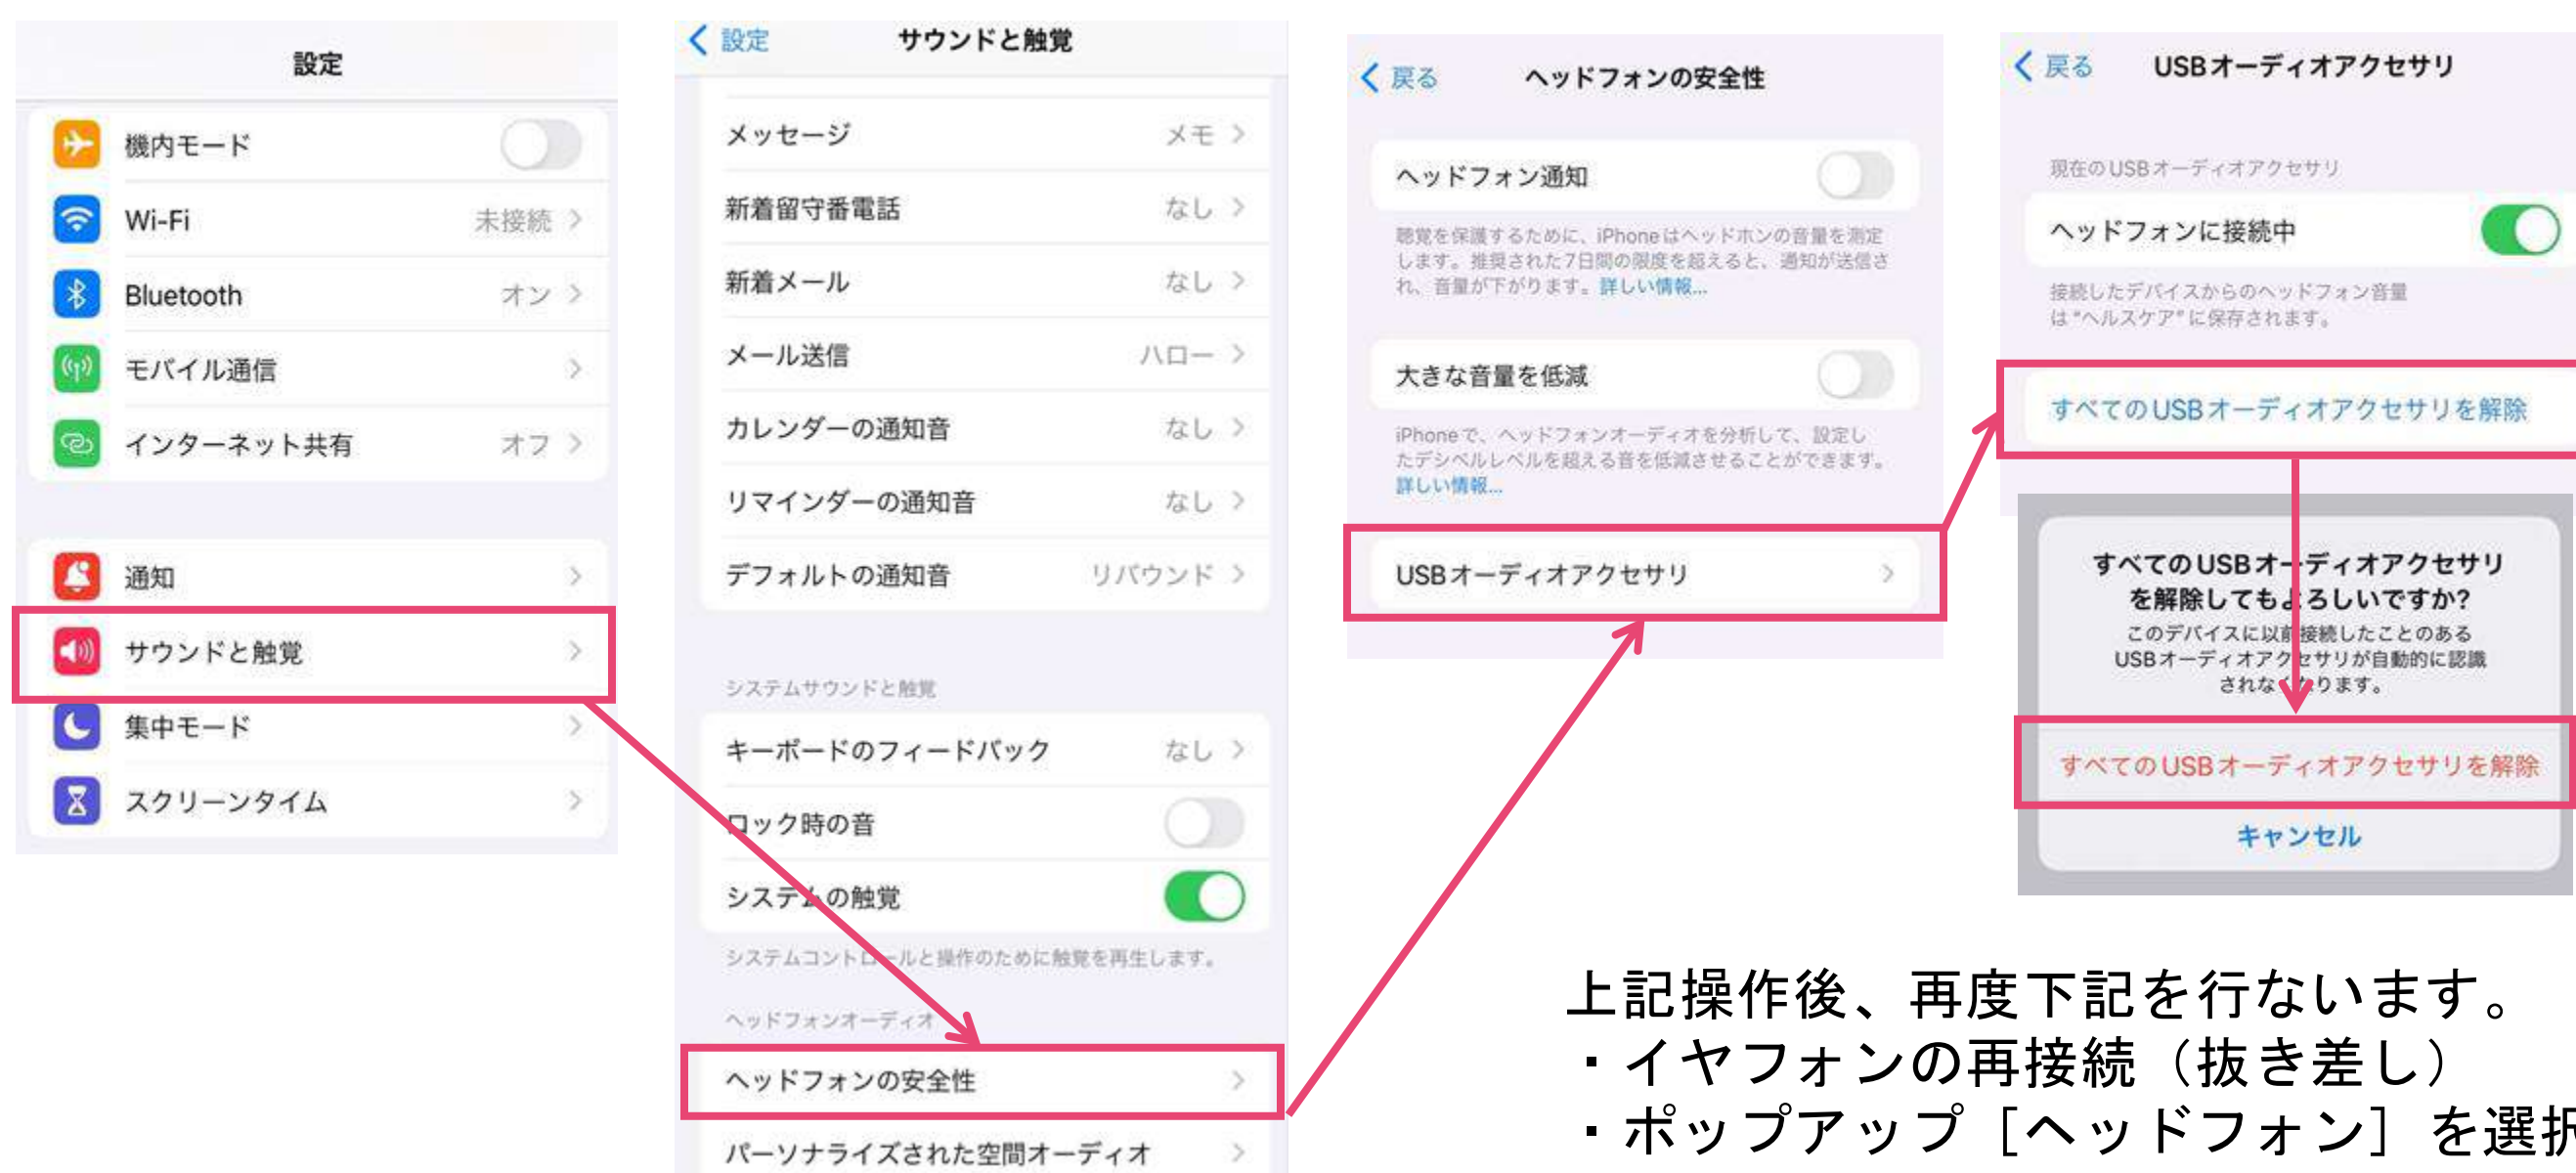 設定
機内モード
Wi-Fi 未接続
Bluetooth オン
モバイル通信
インターネット共有 オフ
通知
サウンドと触覚
集中モード
スクリーンタイム
設定 サウンドと触覚
メッセージ メモ
新着留守番電話 なし
新着メール なし
メール送信 ハロー
カレンダーの通知音 なし
リマインダーの通知音 なし
デフォルトの通知音 リバウンド
システムサウンドと触覚
キーボードのフィードバック なし
ロック時の音
システムの触覚
システムコントロールと操作のために触覚を再生します。
ヘッドフォンオーディオ
ヘッドフォンの安全性
パーソナライズされた空間オーディオ
戻る ヘッドフォンの安全性
ヘッドフォン通知
聴覚を保護するために、iPhoneはヘッドホンの音量を測定
します。推奨された7日間の限度を超えると、通知が送信さ
れ、音量が下がります。詳しい情報...
大きな音量を低減
iPhoneで、ヘッドフォンオーディオを分析して、設定し
たデシベルレベルを超える音を低減させることができます。
詳しい情報...
USBオーディオアクセサリ
戻る USBオーディオアクセサリ
現在のUSBオーディオアクセサリ
ヘッドフォンに接続中
接続したデバイスからのヘッドフォン音量
は"ヘルスケア"に保存されます。
すべてのUSBオーディオアクセサリを解除
すべてのUSBオーディオアクセサリ
を解除してもよろしいですか?
このデバイスに以前接続したことのある
USBオーディオアクセサリが自動的に認識
されなくなります。
すべてのUSBオーディオアクセサリを解除
キャンセル
上記操作後、再度下記を行ないます。
・イヤフォンの再接続（抜き差し）
・ポップアップ［ヘッドフォン］を選択